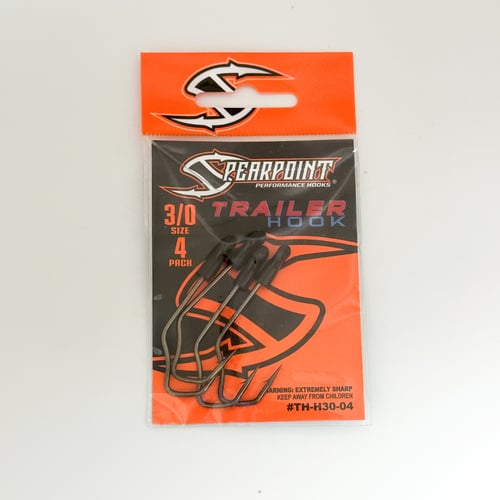 SPEARPOINT
PERFORMANCE HOOKS
TRAILER
HOOK
3/0
SIZE
4
PACK
WARNING: EXTREMELY SHARP
KEEP AWAY FROM CHILDREN
#TH-H30-04